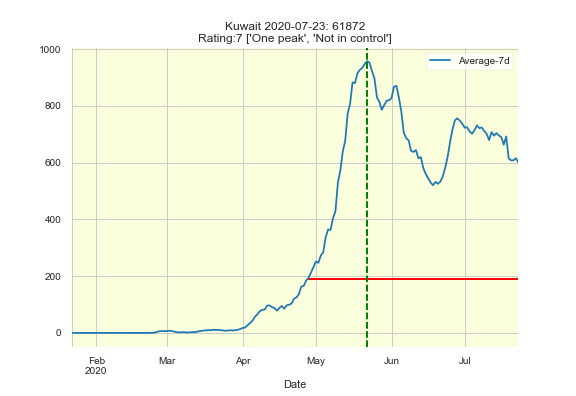 Kuwait 2020-07-23: 61872
Rating:7 ['One peak', 'Not in control']
Average-7d
1000
800
600
400
200
0
Feb
2020
Mar
Apr
May
Jun
Jul
Date